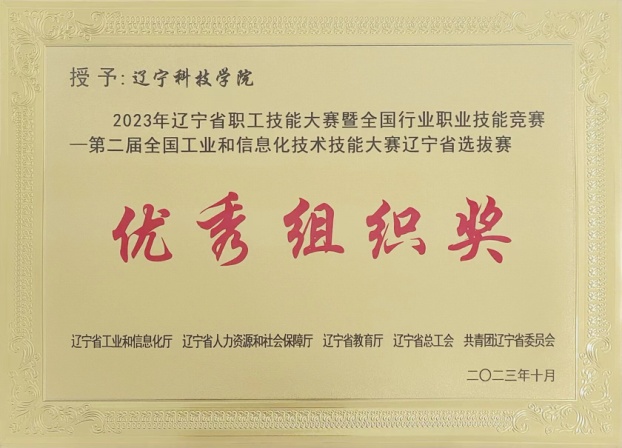 授予:辽宁科技学院
2023年辽宁省职工技能大赛暨全国行业职业技能竞赛
—第二届全国工业和信息化技术技能大赛辽宁省选拔赛
优秀组织奖
辽宁省工业和信息化厅 辽宁省人力资源和社会保障厅 辽宁省教育厅 辽宁省总工会 共青团辽宁省委员会
二〇二三年十月